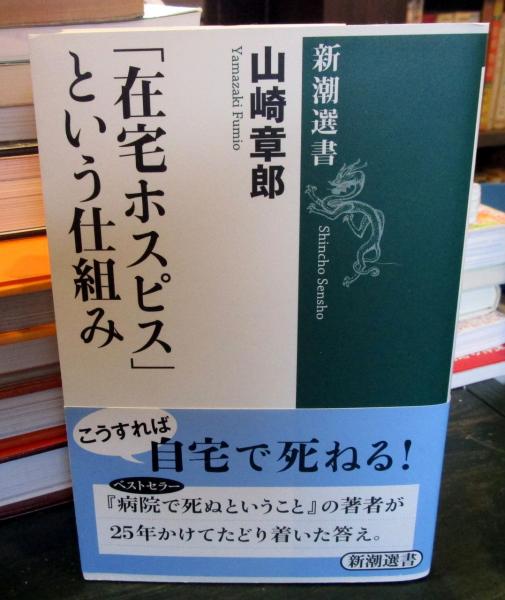 新潮選書
Shincho Sensho
山崎章郎
Yamazaki Fumio
「在宅ホスピス」
という仕組み
こうすれば
自宅で死ねる!
ベストセラー
『病院で死ぬということ』の著者が
25年かけてたどり着いた答え。
新潮選書